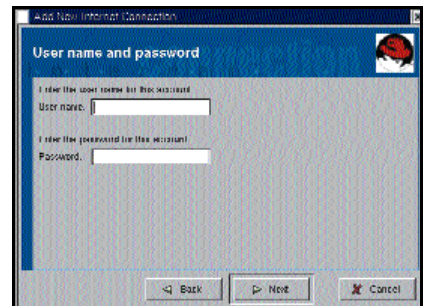 Add New Internet Connection
User name and password
Enter the user name for this account
User name:
Enter the password for this account
Password:
Back
Next
Cancel